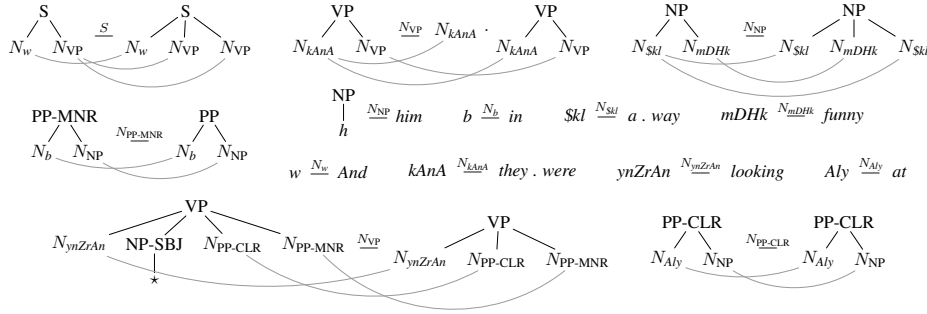 S S VP VP NP NP
S
N_w N_VP N_w N_VP N_VP N_kAnA N_VP N_VP N_kAnA · N_kAnA N_VP N_$kl N_mDHk N_NP N_$kl N_mDHk N_$kl
PP-MNR PP NP
N_PP-MNR h N_NP him b N_b in $kl N_$kl a . way mDHk N_mDHk funny
N_b N_NP N_b N_NP
w N_w And kAnA N_kAnA they . were ynZrAn N_ynZrAn looking Aly N_Aly at
VP VP PP-CLR PP-CLR
N_ynZrAn NP-SBJ N_PP-CLR N_PP-MNR N_VP N_ynZrAn N_PP-CLR N_PP-MNR N_Aly N_NP N_PP-CLR N_Aly N_NP
⋆